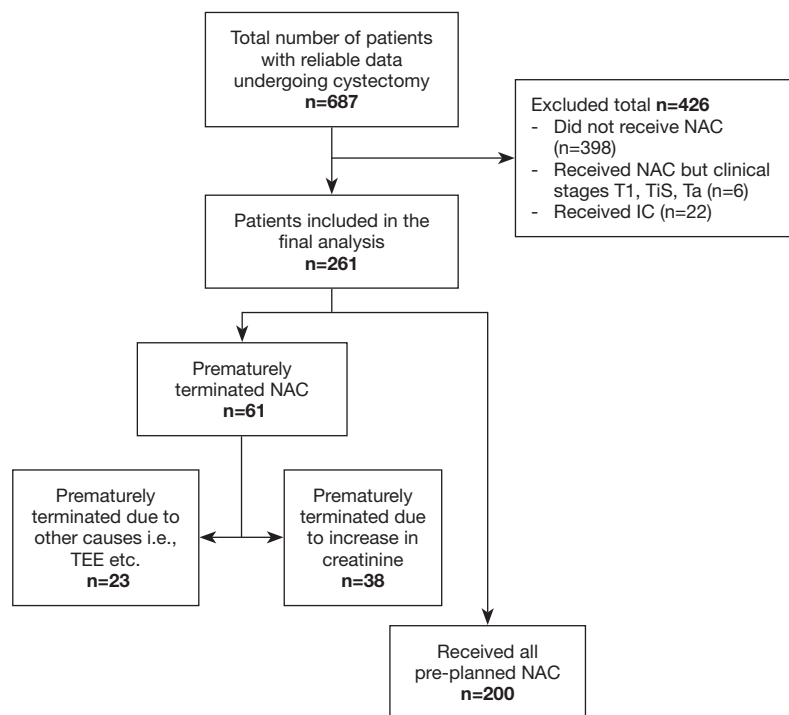 Total number of patients
with reliable data
undergoing cystectomy
n=687
Excluded total n=426
- Did not receive NAC
(n=398)
- Received NAC but clinical
stages T1, TiS, Ta (n=6)
- Received IC (n=22)
Patients included in the
final analysis
n=261
Prematurely
terminated NAC
n=61
Prematurely
terminated due to
other causes i.e.,
TEE etc.
n=23
Prematurely
terminated due
to increase in
creatinine
n=38
Received all
pre-planned NAC
n=200